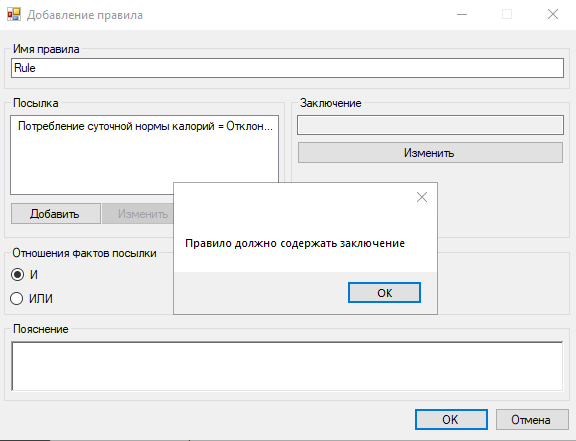 Добавление правила
Имя правила
Rule
Посылка
Заключение
Потребление суточной нормы калорий = Отклон...
Изменить
Добавить
Изменить
Правило должно содержать заключение
OK
Отношения фактов посылки
И
ИЛИ
Пояснение
OK
Отмена